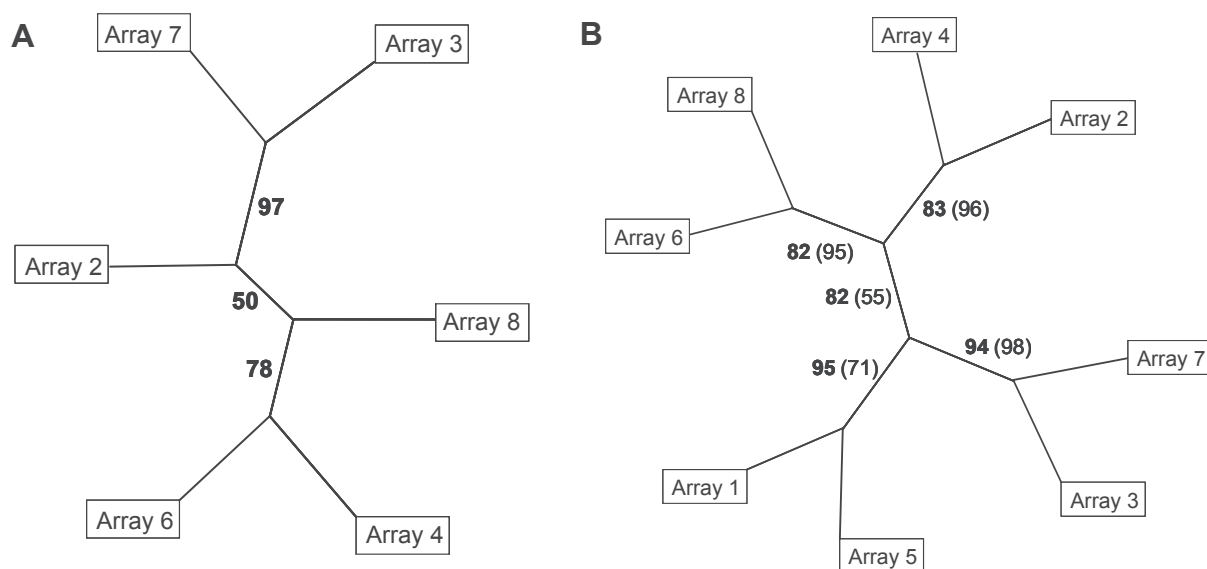 A
Array 7
Array 3
97
Array 2
50
Array 8
78
Array 6
Array 4
B
Array 4
Array 8
Array 2
83 (96)
Array 6
82 (95)
82 (55)
94 (98)
Array 7
95 (71)
Array 1
Array 3
Array 5